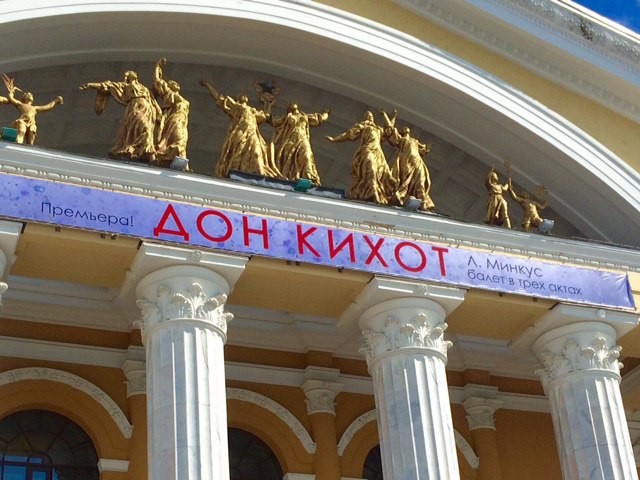 Премьера! ДОН КИХОТ Л. Минкус
балет в трех актах